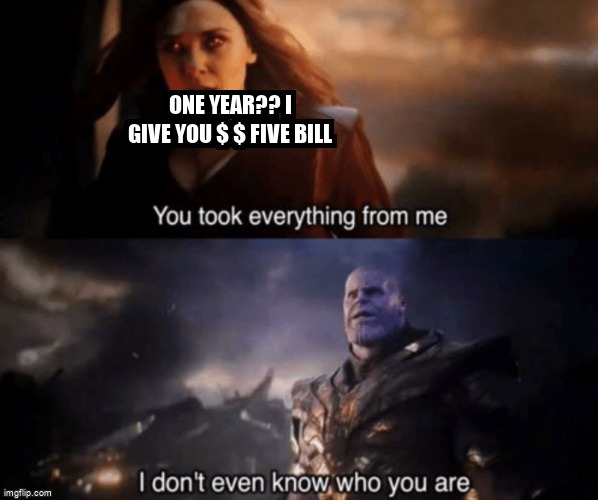 ONE YEAR?? I
GIVE YOU $ $ FIVE BILL
You took everything from me
I don't even know who you are
imgflip.com